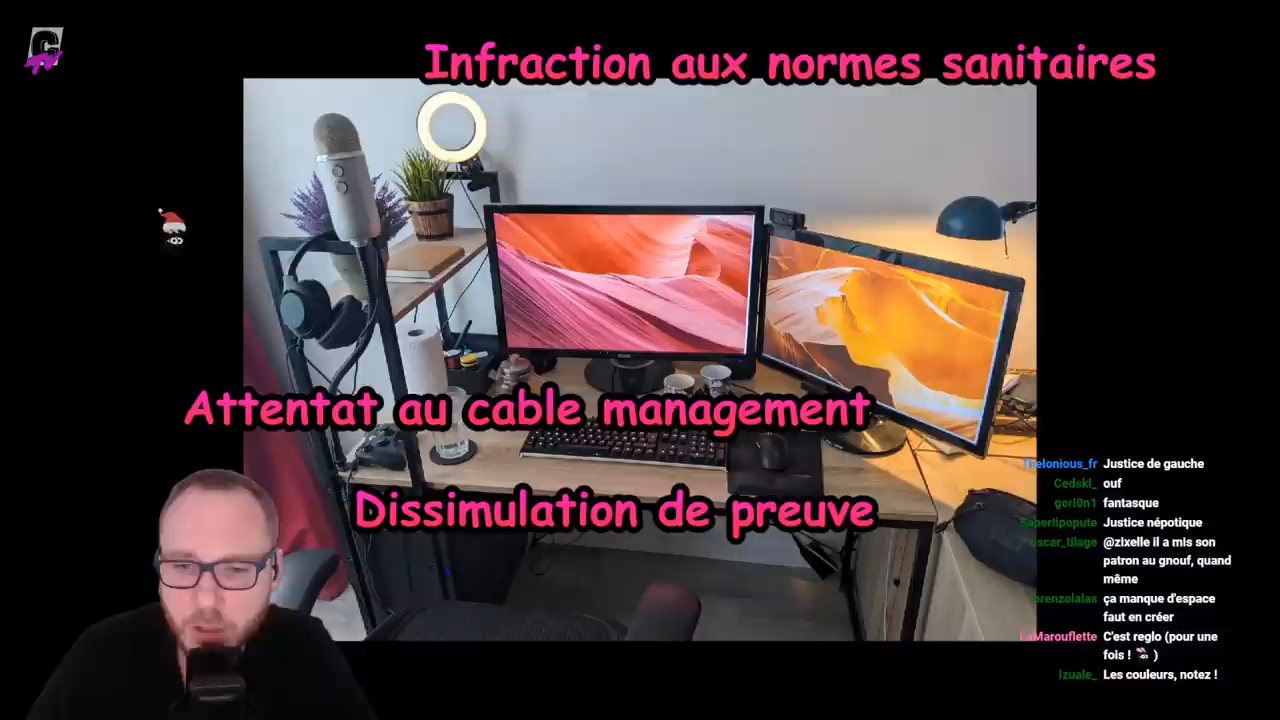 Infraction aux normes sanitaires
Attentat au cable management
Dissimulation de preuve
Thelonious_fr Justice de gauche
Cedski_ ouf
gorl0n1 fantasque
Saberlipopute Justice népotique
oscar_tilage @zixelle il a mis son
patron au gnouf, quand
même
lorenzolalas ça manque d'espace
faut en créer
LaMarouflette C'est reglo (pour une
fois ! )
Izuale_ Les couleurs, notez !